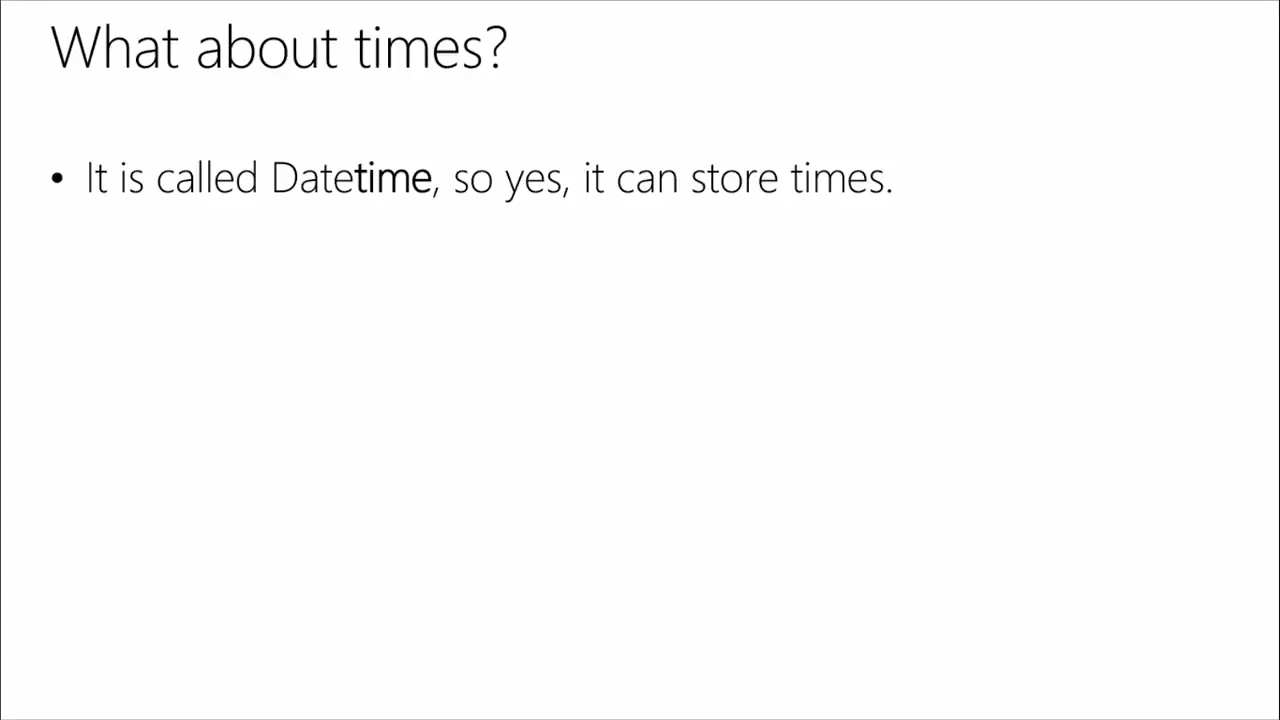 What about times?
• It is called Datetime, so yes, it can store times.